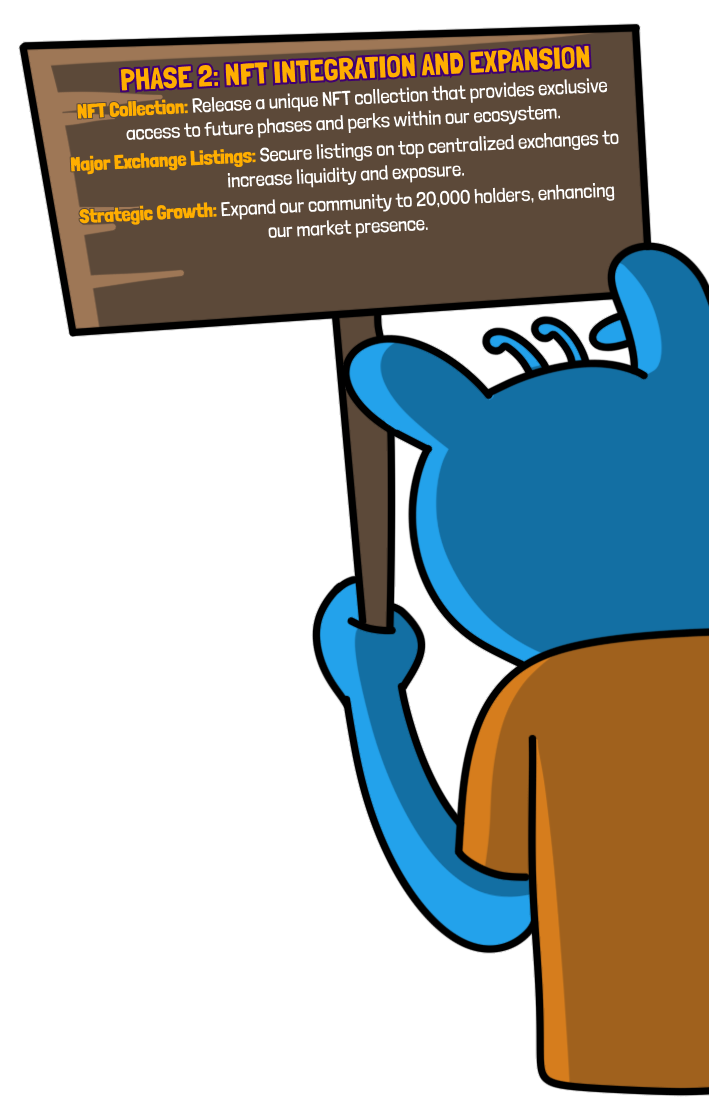 PHASE 2: NFT INTEGRATION AND EXPANSION
NFT Collection: Release a unique NFT collection that provides exclusive
access to future phases and perks within our ecosystem.
Major Exchange Listings: Secure listings on top centralized exchanges to
increase liquidity and exposure.
Strategic Growth: Expand our community to 20,000 holders, enhancing
our market presence.